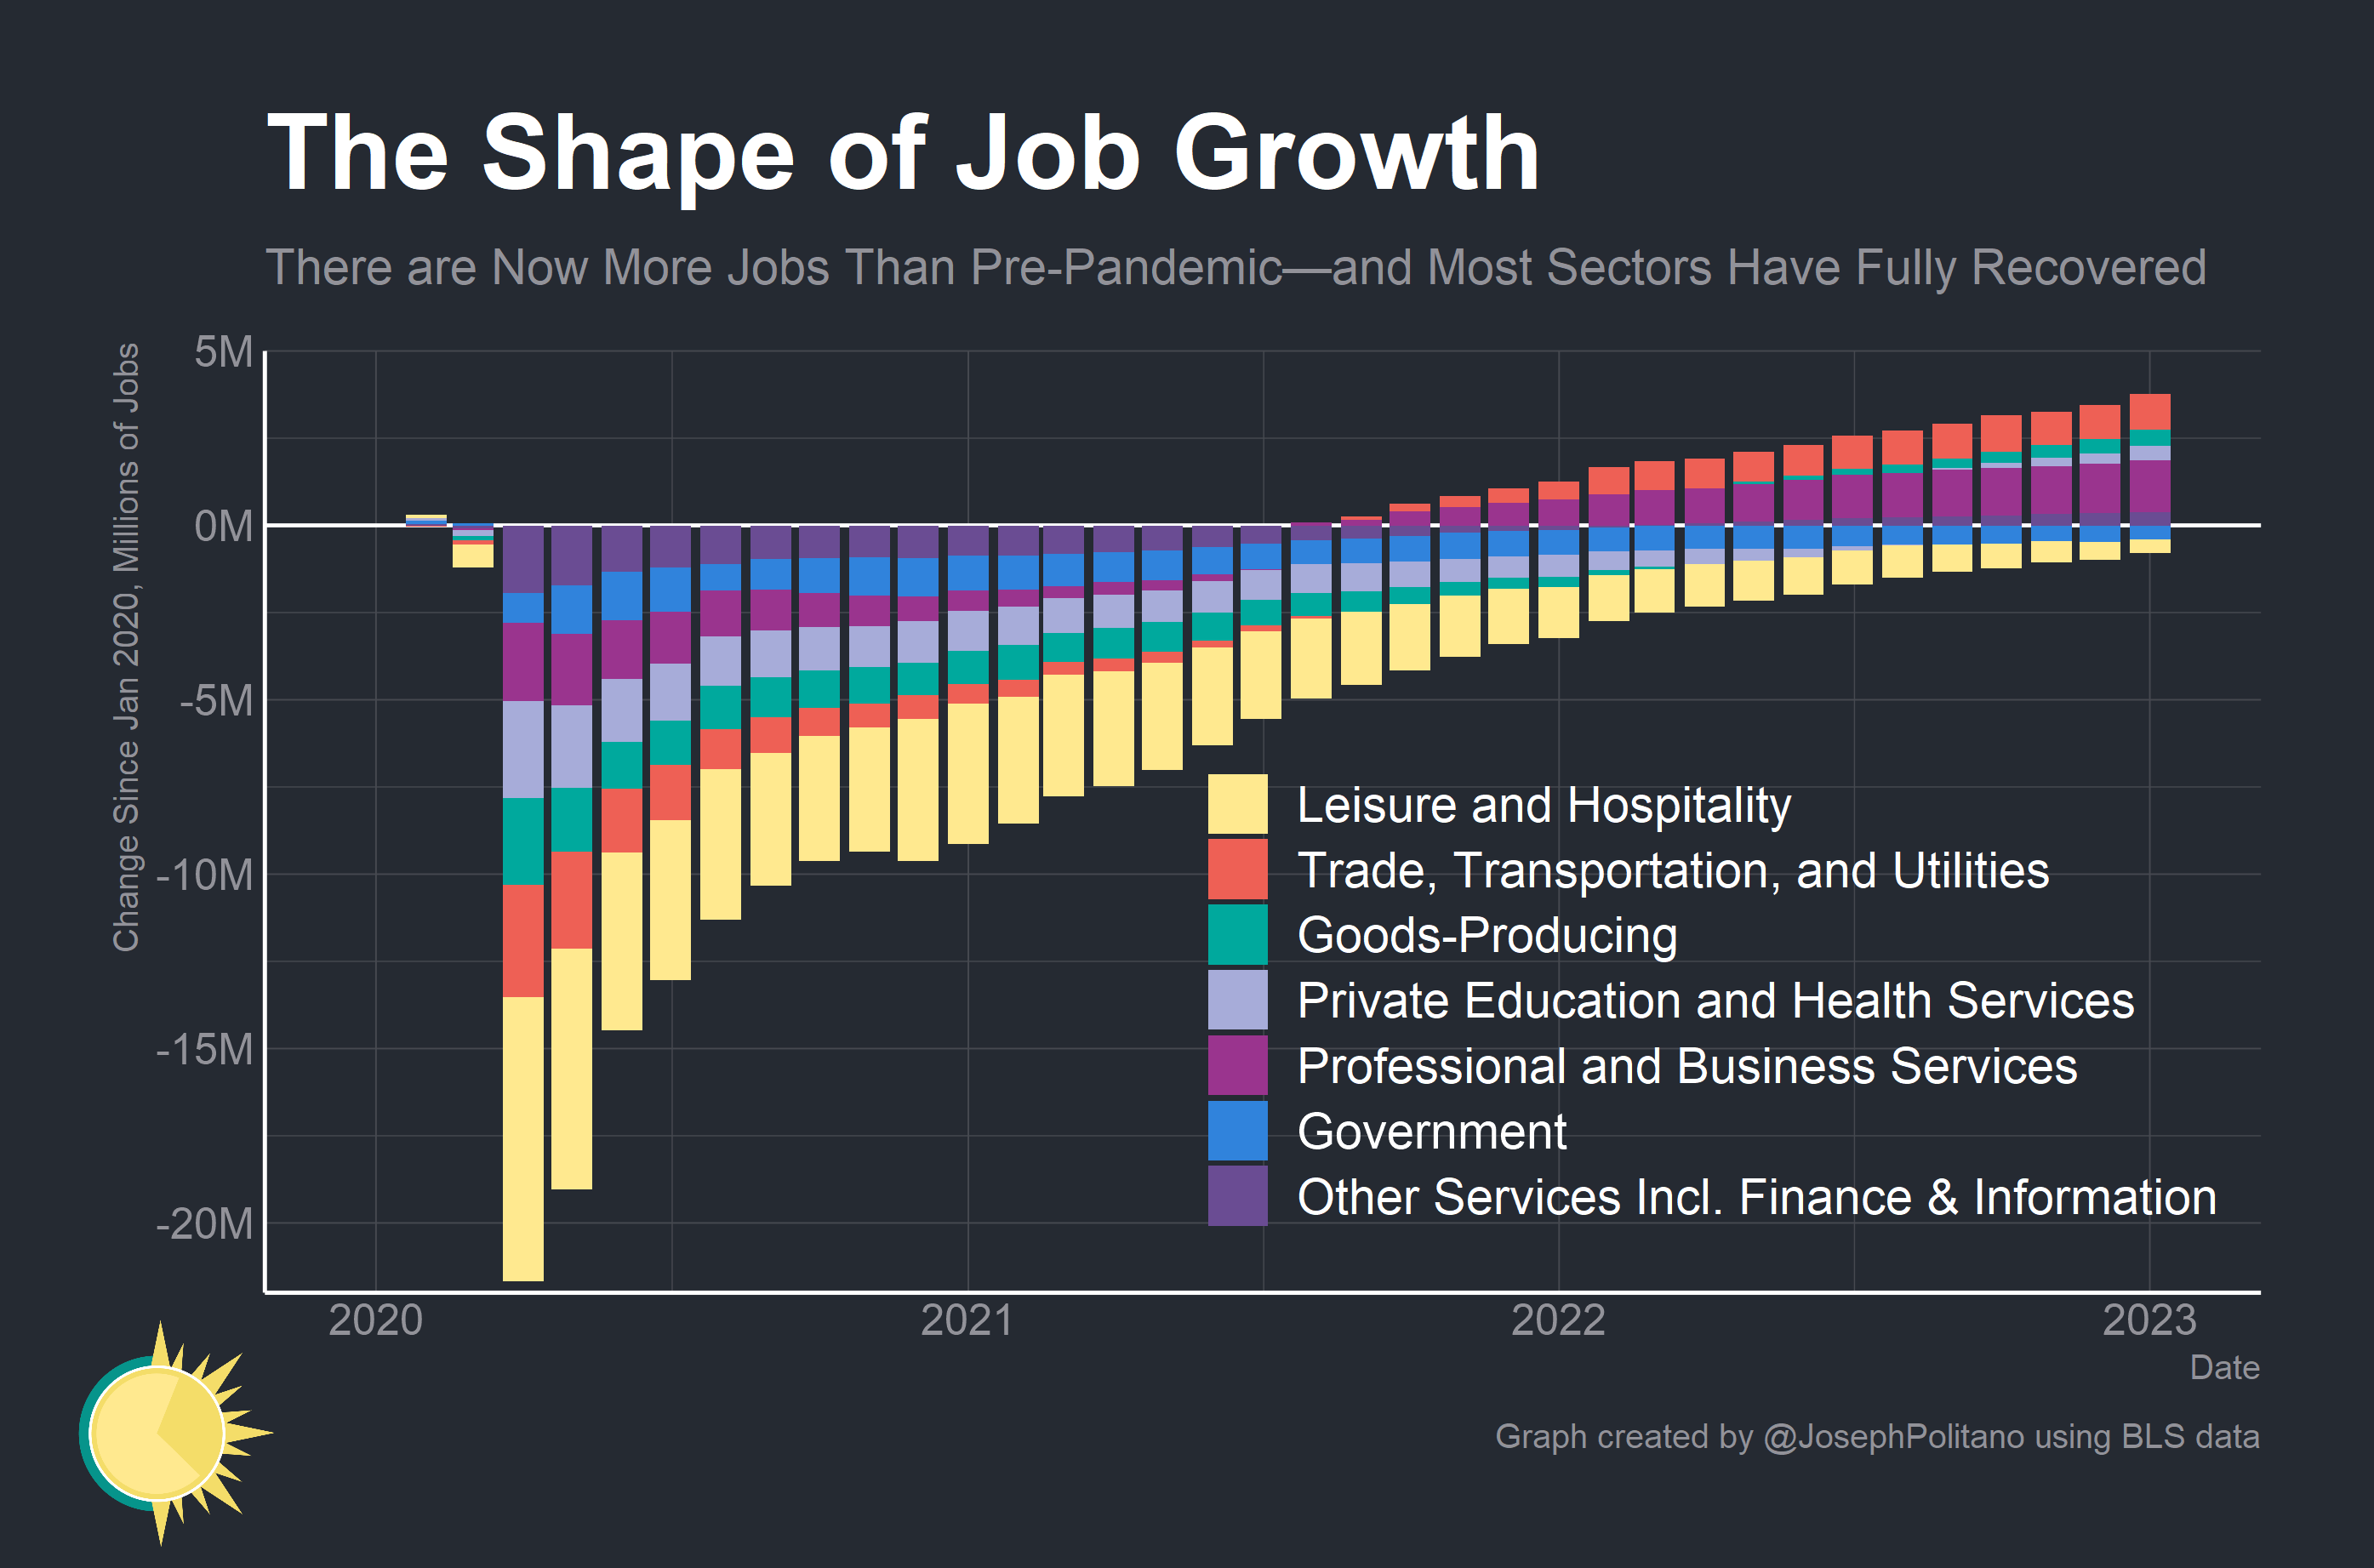 The Shape of Job Growth
There are Now More Jobs Than Pre-Pandemic—and Most Sectors Have Fully Recovered
Change Since Jan 2020, Millions of Jobs
5M
0M
-5M
-10M
-15M
-20M
Leisure and Hospitality
Trade, Transportation, and Utilities
Goods-Producing
Private Education and Health Services
Professional and Business Services
Government
Other Services Incl. Finance & Information
2020
2021
2022
2023
Date
Graph created by @JosephPolitano using BLS data